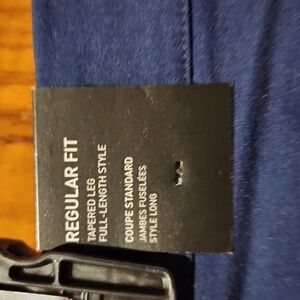 REGULAR FIT
TAPERED LEG
FULL-LENGTH STYLE
COUPE STANDARD
JAMBES FUSELÉES
STYLE LONG